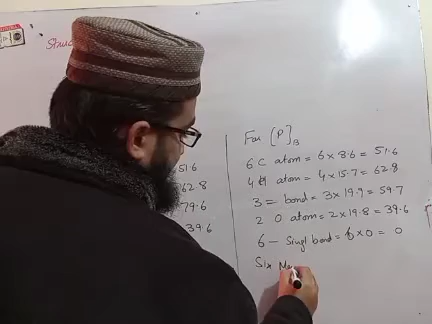 Struc
51.6
62.8
79.6
39.6
For [P]B
6 C atom = 6 x 8.6 = 51.6
4 H atom = 4 x 15.7 = 62.8
3 = bond = 3 x 19.9 = 59.7
2 O atom = 2 x 19.8 = 39.6
6 - Singl bond = 6 x 0 = 0
Six Me